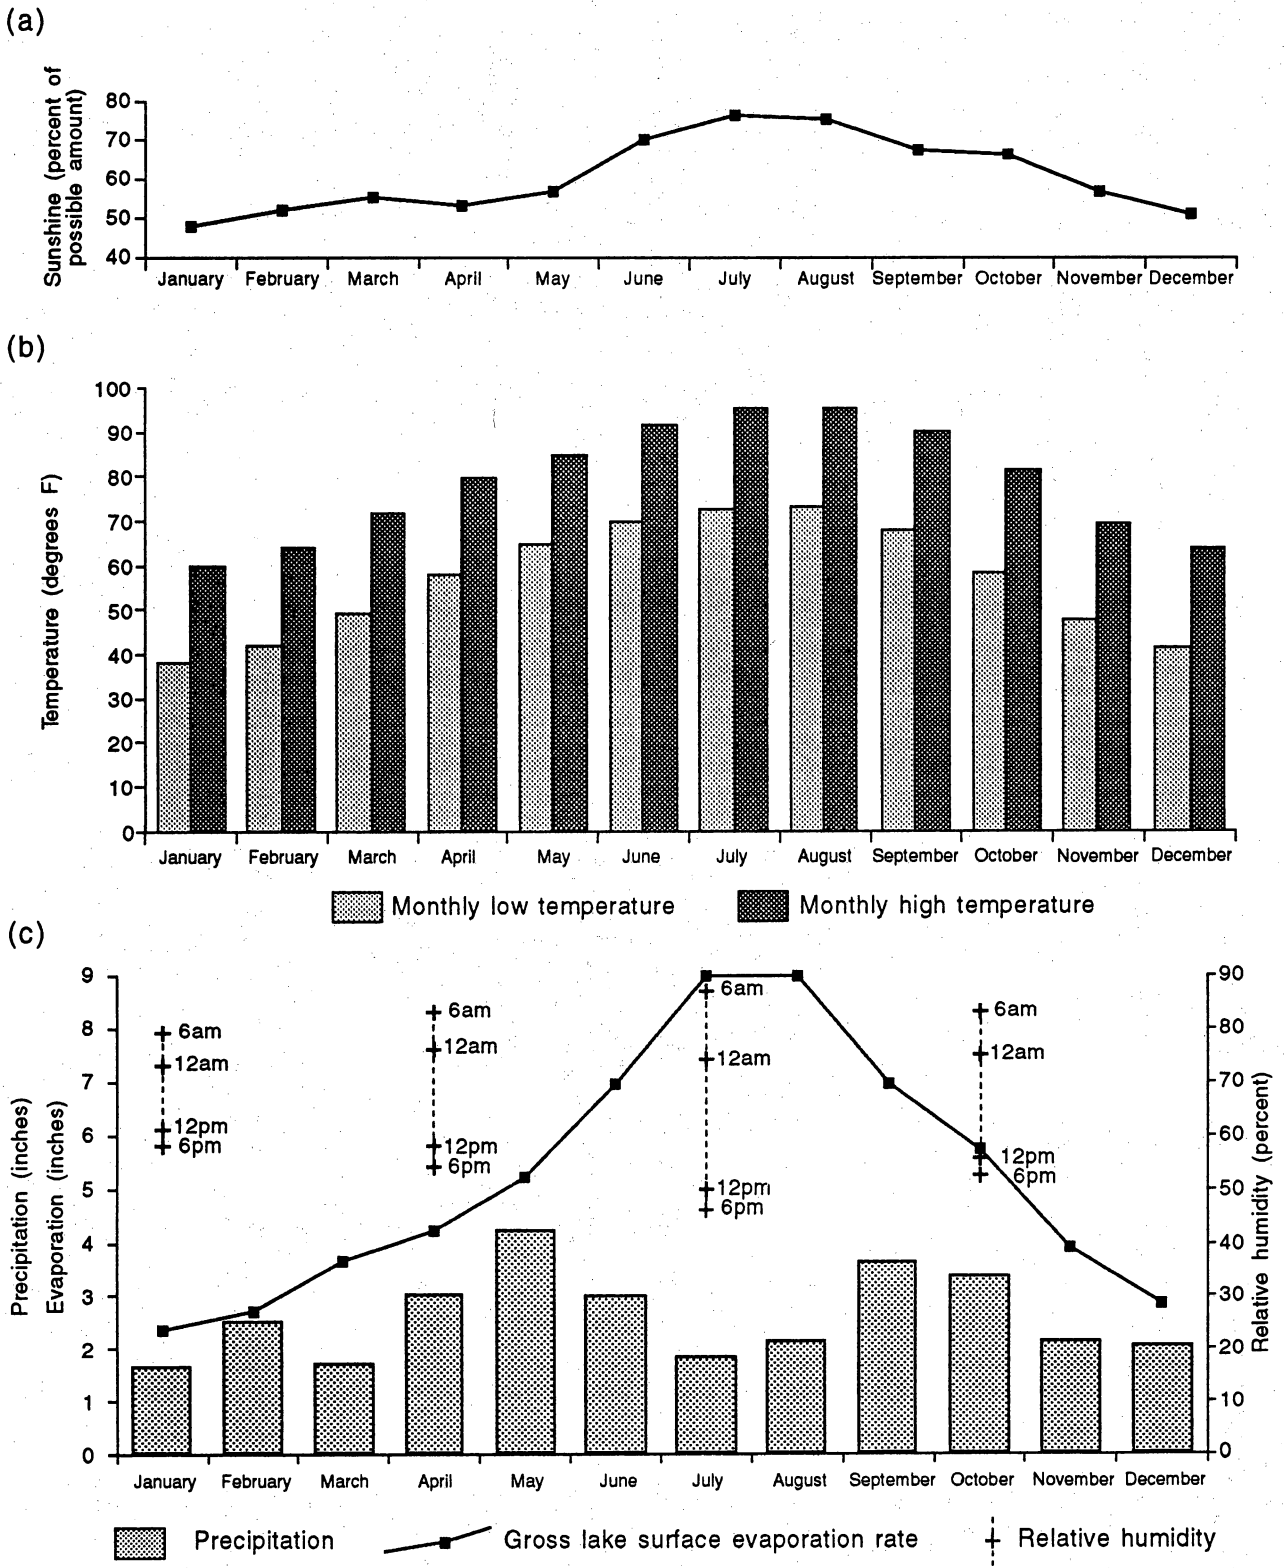 (a)
Sunshine (percent of
possible amount)
80
70
60
50
40
January February March April May June July August September October November December
(b)
Temperature (degrees F)
100
90
80
70
60
50
40
30
20
10
0
January February March April May June July August September October November December
Monthly low temperature Monthly high temperature
(c)
Precipitation (inches)
Evaporation (inches)
9
8
7
6
5
4
3
2
1
0
6am
12am
12pm
6pm
6am
12am
12pm
6pm
6am
12am
12pm
6pm
6am
12am
12pm
6pm
90
80
70
60
50
40
30
20
10
0
Relative humidity (percent)
January February March April May June July August September October November December
Precipitation Gross lake surface evaporation rate Relative humidity